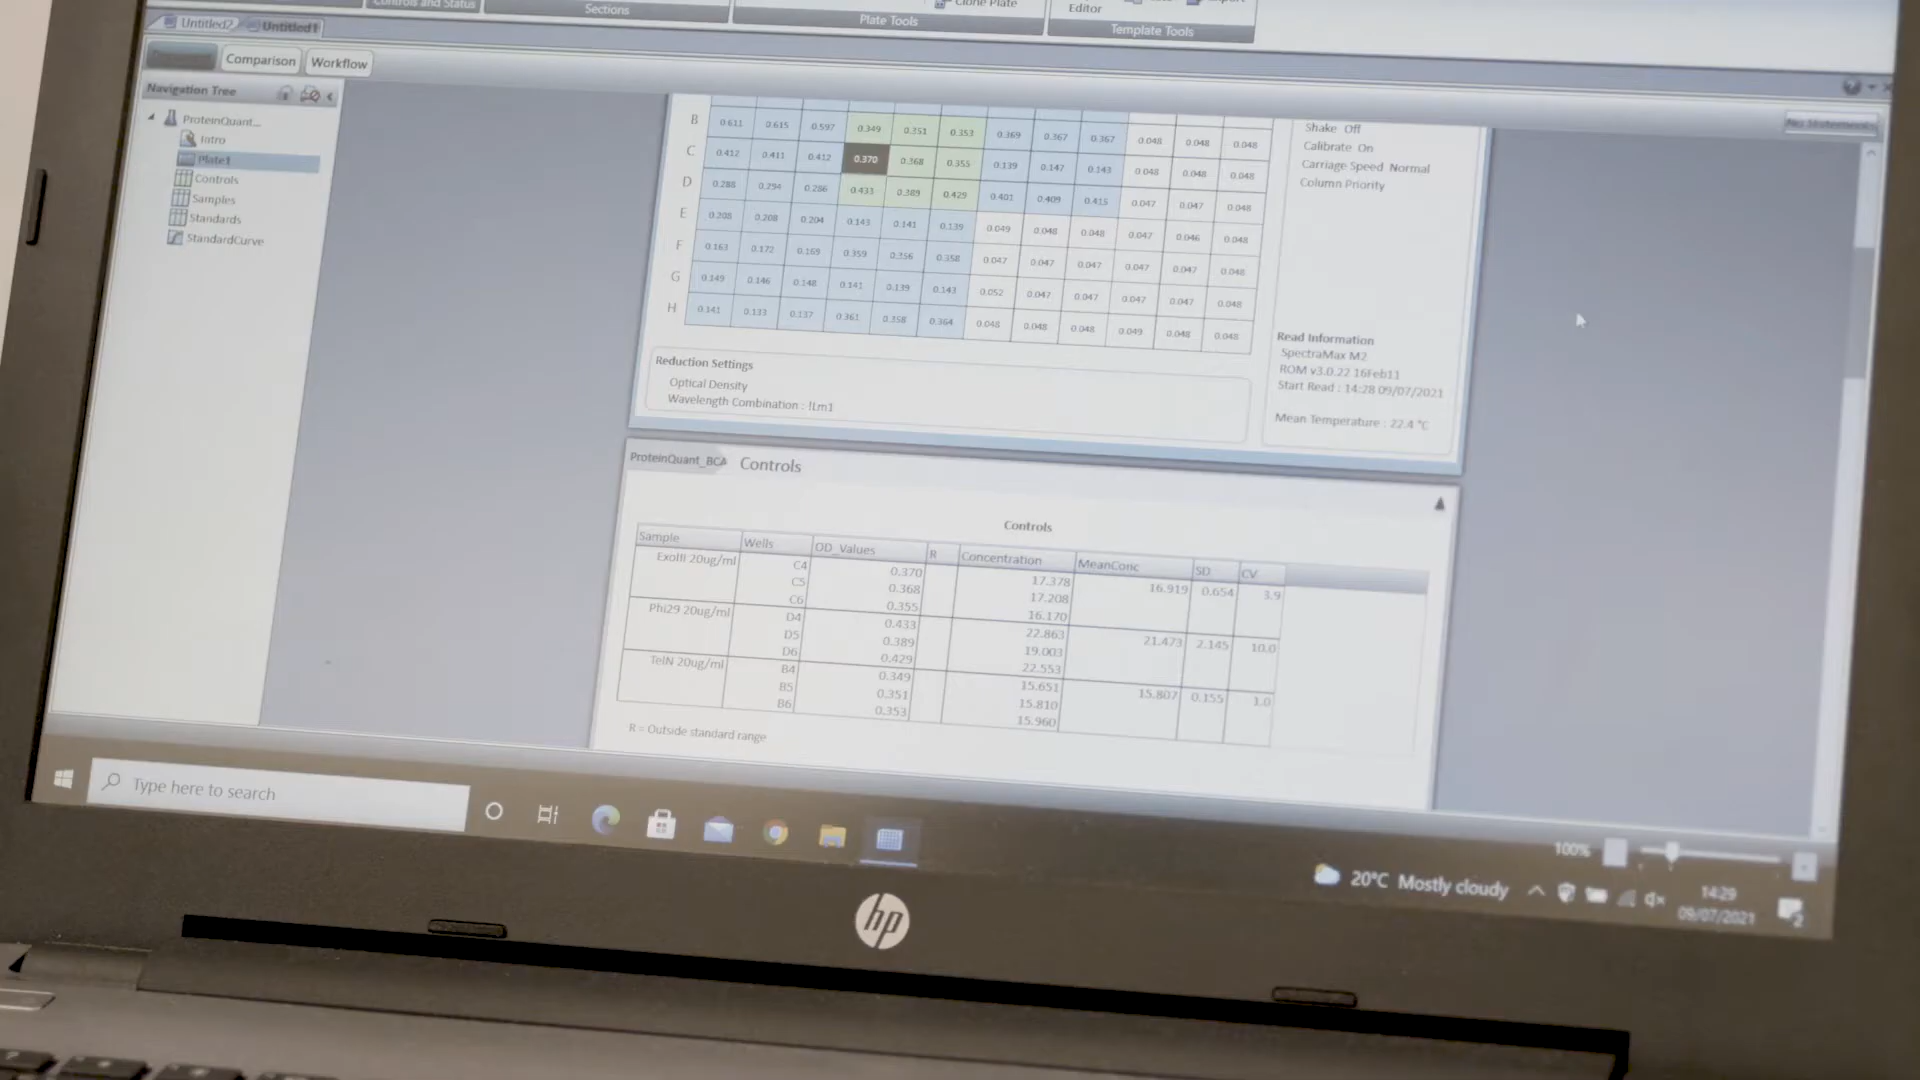 Controls and Status
Sections
Clone Plate
Plate Tools
Editor
Template Tools
Untitled2
Untitled1
Comparison
Workflow
Navigation Tree
ProteinQuant...
Intro
Plate1
Controls
Samples
Standards
StandardCurve
B 0.611 0.615 0.597 0.349 0.351 0.353 0.369 0.367 0.367 0.048 0.048 0.048
C 0.412 0.411 0.412 0.370 0.368 0.355 0.139 0.147 0.143 0.048 0.048 0.048
D 0.288 0.294 0.286 0.433 0.389 0.429 0.401 0.409 0.415 0.047 0.047 0.048
E 0.208 0.208 0.204 0.143 0.141 0.139 0.049 0.048 0.048 0.047 0.046 0.048
F 0.163 0.172 0.169 0.359 0.356 0.358 0.047 0.047 0.047 0.047 0.047 0.048
G 0.149 0.146 0.148 0.141 0.139 0.143 0.052 0.047 0.047 0.047 0.047 0.048
H 0.141 0.133 0.137 0.361 0.358 0.364 0.048 0.048 0.048 0.049 0.048 0.048
Shake Off
Calibrate On
Carriage Speed Normal
Column Priority
Read Information
SpectraMax M2
ROM v3.0.22 16Feb11
Start Read : 14:28 09/07/2021
Mean Temperature : 22.4 °C
Reduction Settings
Optical Density
Wavelength Combination : !Lm1
ProteinQuant_BCA Controls
Controls
Sample Wells OD_Values R Concentration MeanConc SD CV
ExoIII 20ug/ml C4 0.370 17.378 16.919 0.654 3.9
C5 0.368 17.208
C6 0.355 16.170
Phi29 20ug/ml D4 0.433 22.863 21.473 2.145 10.0
D5 0.389 19.003
D6 0.429 22.553
TelN 20ug/ml B4 0.349 15.651 15.807 0.155 1.0
B5 0.351 15.810
B6 0.353 15.960
R = Outside standard range
100%
Type here to search
20°C Mostly cloudy
14:29
09/07/2021
2
hp